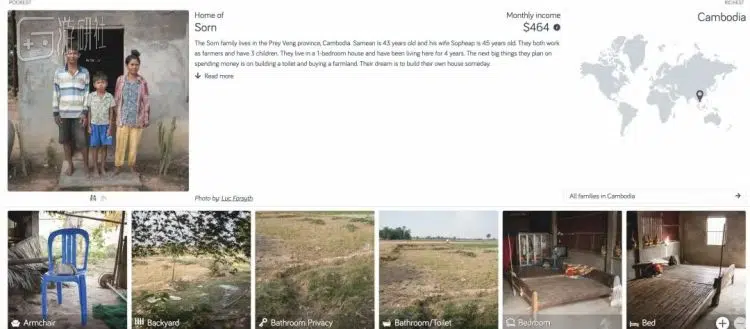 POOREST
RICHEST
游研社
Home of
Sorn
Monthly income
$464
Cambodia
The Sorn family lives in the Prey Veng province, Cambodia. Samean is 43 years old and his wife Sopheap is 45 years old. They both work
as farmers and have 3 children. They live in a 1-bedroom house and have been living here for 4 years. The next big things they plan on
spending money is on building a toilet and buying a farmland. Their dream is to build their own house someday.
Read more
Photo by Luc Forsyth
All families in Cambodia
Armchair
Backyard
Bathroom Privacy
Bathroom/Toilet
Bedroom
Bed